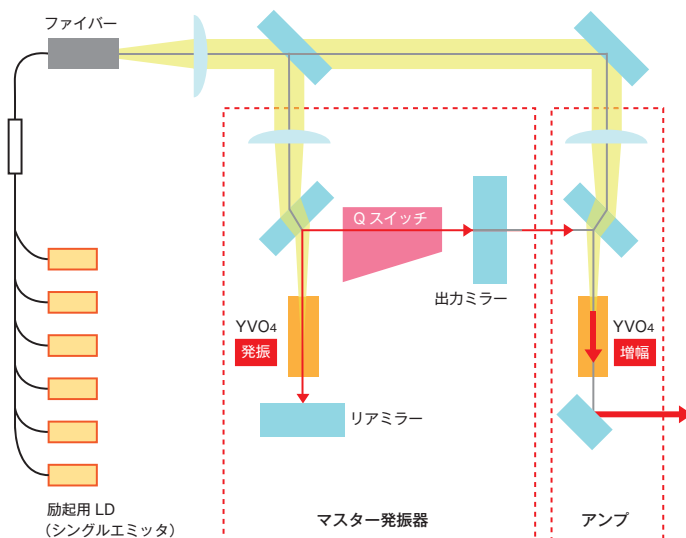 ファイバー
Qスイッチ
出力ミラー
YVO4
発振
YVO4
増幅
リアミラー
励起用 LD
（シングルエミッタ）
マスター発振器
アンプ